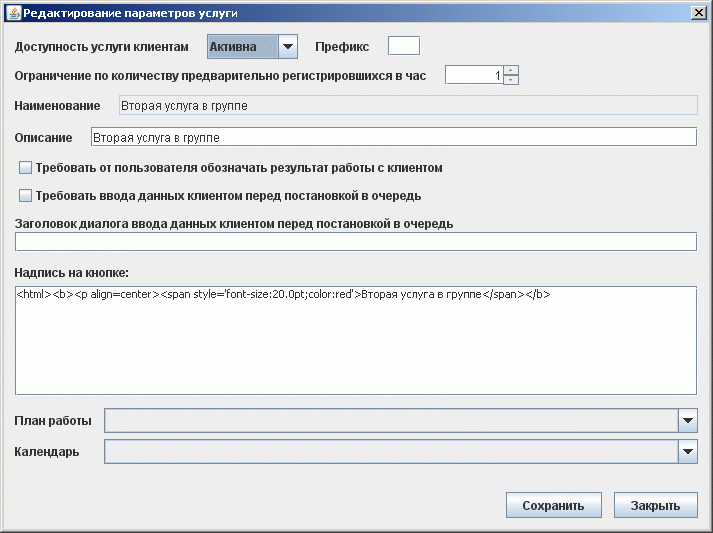 Редактирование параметров услуги
Доступность услуги клиентам Активна Префикс
Ограничение по количеству предварительно регистрировшихся в час 1
Наименование Вторая услуга в группе
Описание Вторая услуга в группе
Требовать от пользователя обозначать результат работы с клиентом
Требовать ввода данных клиентом перед постановкой в очередь
Заголовок диалога ввода данных клиентом перед постановкой в очередь
Надпись на кнопке:
<html><b><p align=center><span style='font-size:20.0pt;color:red'>Вторая услуга в группе</span></b>
План работы
Календарь
Сохранить Закрыть